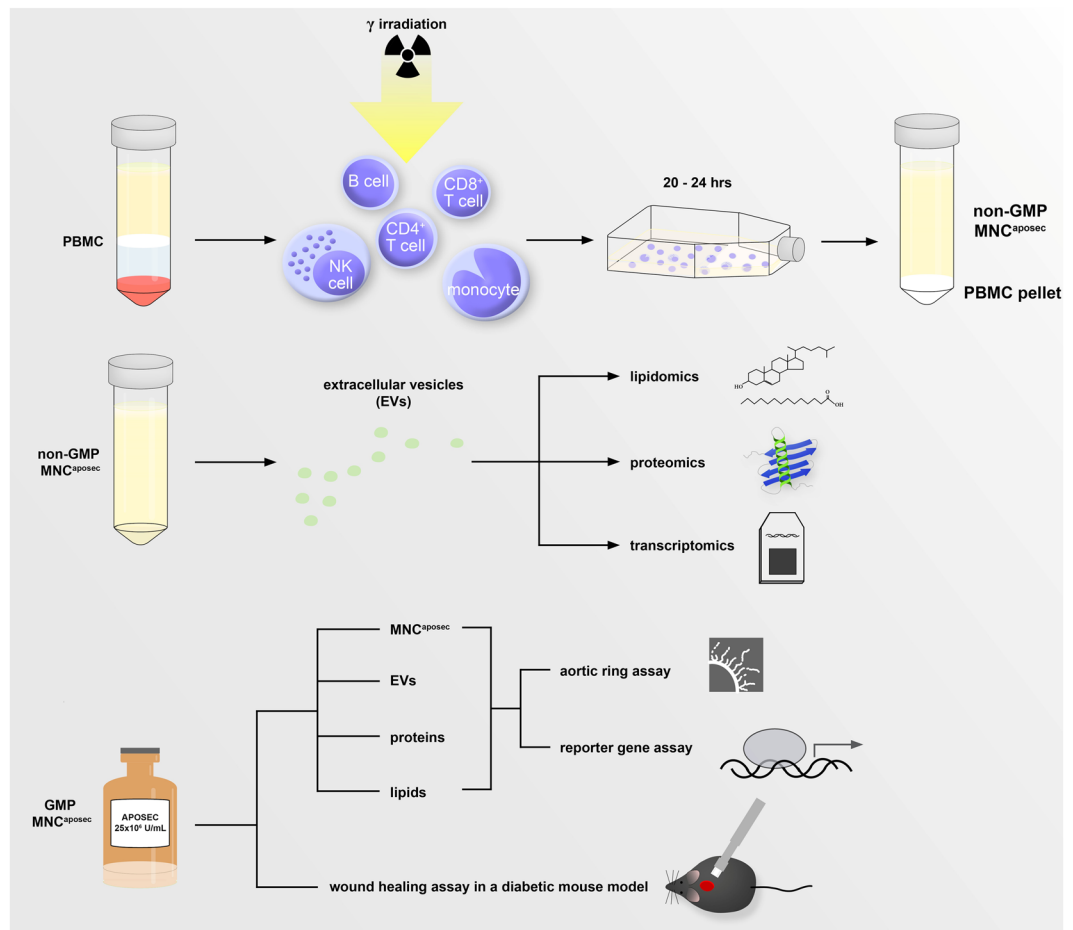 γ irradiation
PBMC
B cell
CD8⁺
T cell
CD4⁺
T cell
NK
cell
monocyte
20 - 24 hrs
non-GMP
MNCᵃᵖᵒˢᵉᶜ
PBMC pellet
non-GMP
MNCᵃᵖᵒˢᵉᶜ
extracellular vesicles
(EVs)
lipidomics
HO
O
OH
proteomics
transcriptomics
MNCᵃᵖᵒˢᵉᶜ
EVs
proteins
lipids
aortic ring assay
reporter gene assay
GMP
MNCᵃᵖᵒˢᵉᶜ
APOSEC
25x10⁶ U/mL
wound healing assay in a diabetic mouse model